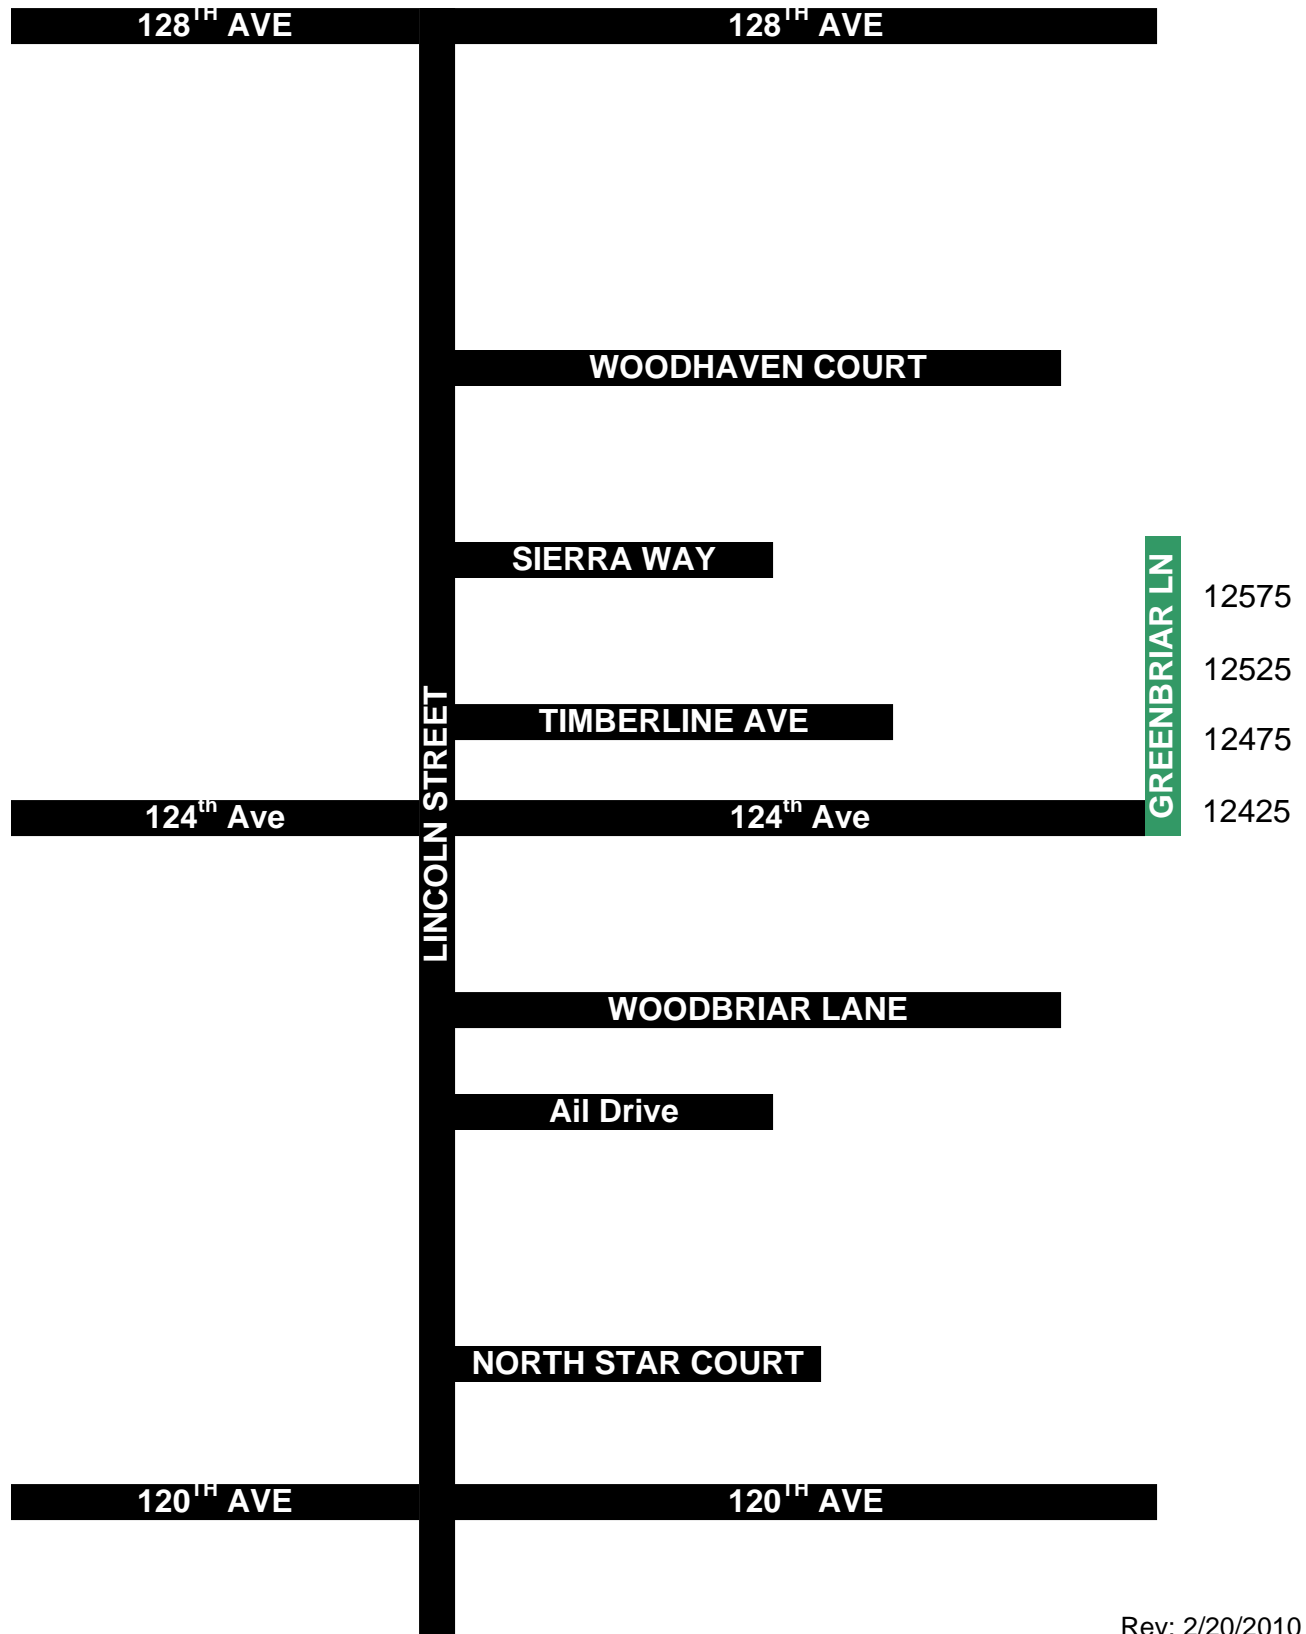 128TH AVE
128TH AVE
WOODHAVEN COURT
SIERRA WAY
GREENBRIAR LN
12575
12525
TIMBERLINE AVE
12475
LINCOLN STREET
124th Ave
124th Ave
12425
WOODBRIAR LANE
Ail Drive
NORTH STAR COURT
120TH AVE
120TH AVE
Rev: 2/20/2010